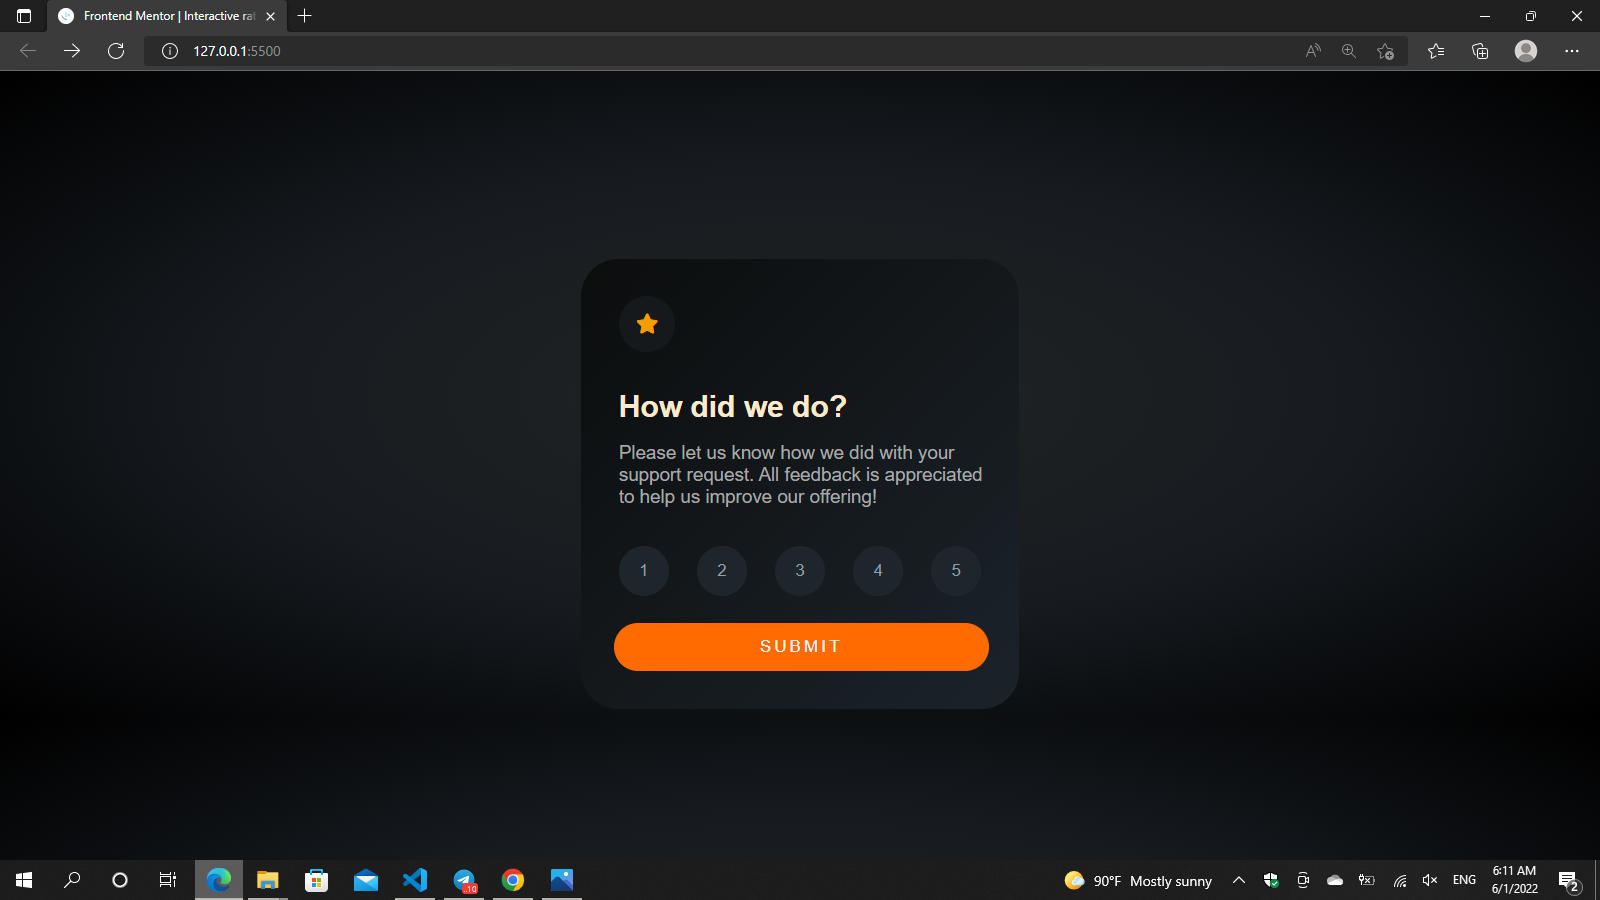 Frontend Mentor | Interactive rat
127.0.0.1:5500
How did we do?
Please let us know how we did with your
support request. All feedback is appreciated
to help us improve our offering!
1 2 3 4 5
SUBMIT
.10
90°F Mostly sunny
ENG
6:11 AM
6/1/2022
2